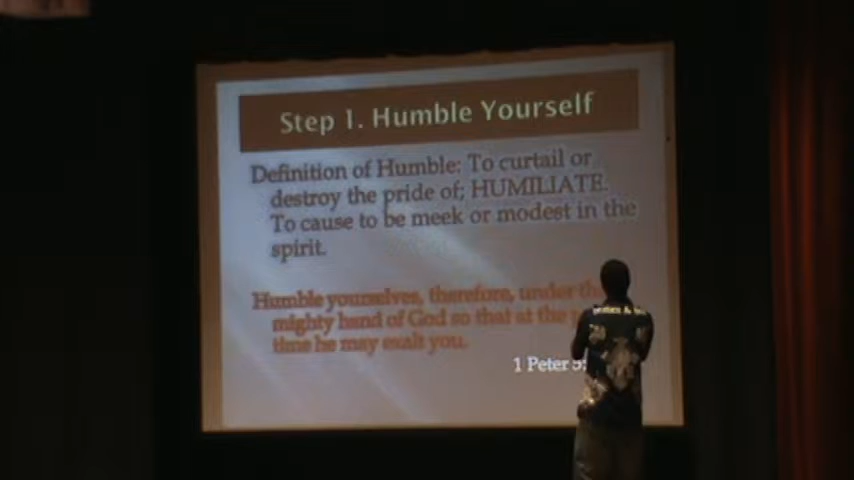 Step 1. Humble Yourself
Definition of Humble: To curtail or
destroy the pride of; HUMILIATE.
To cause to be meek or modest in the
spirit.
Humble yourselves, therefore, under
mighty hand of God so that at the
time he may exalt you.
1 Peter 5: